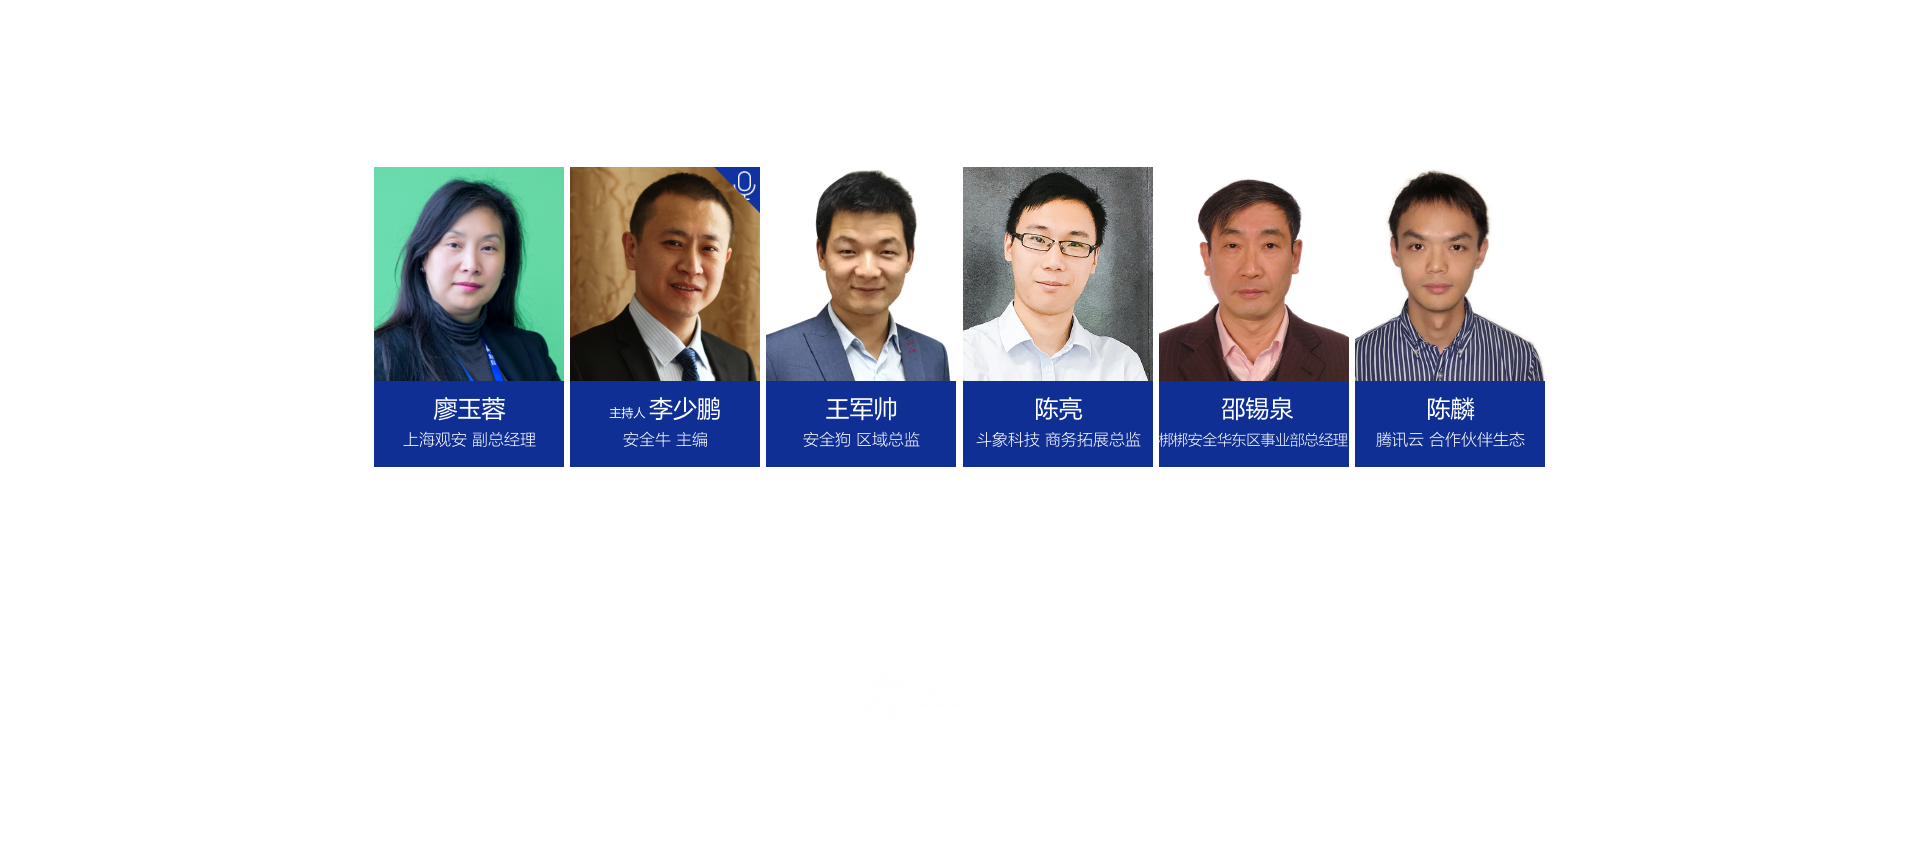 廖玉蓉
上海观安 副总经理
主持人 李少鹏
安全牛 主编
王军帅
安全狗 区域总监
陈亮
斗象科技 商务拓展总监
邵锡泉
梆梆安全华东区事业部总经理
陈麟
腾讯云 合作伙伴生态